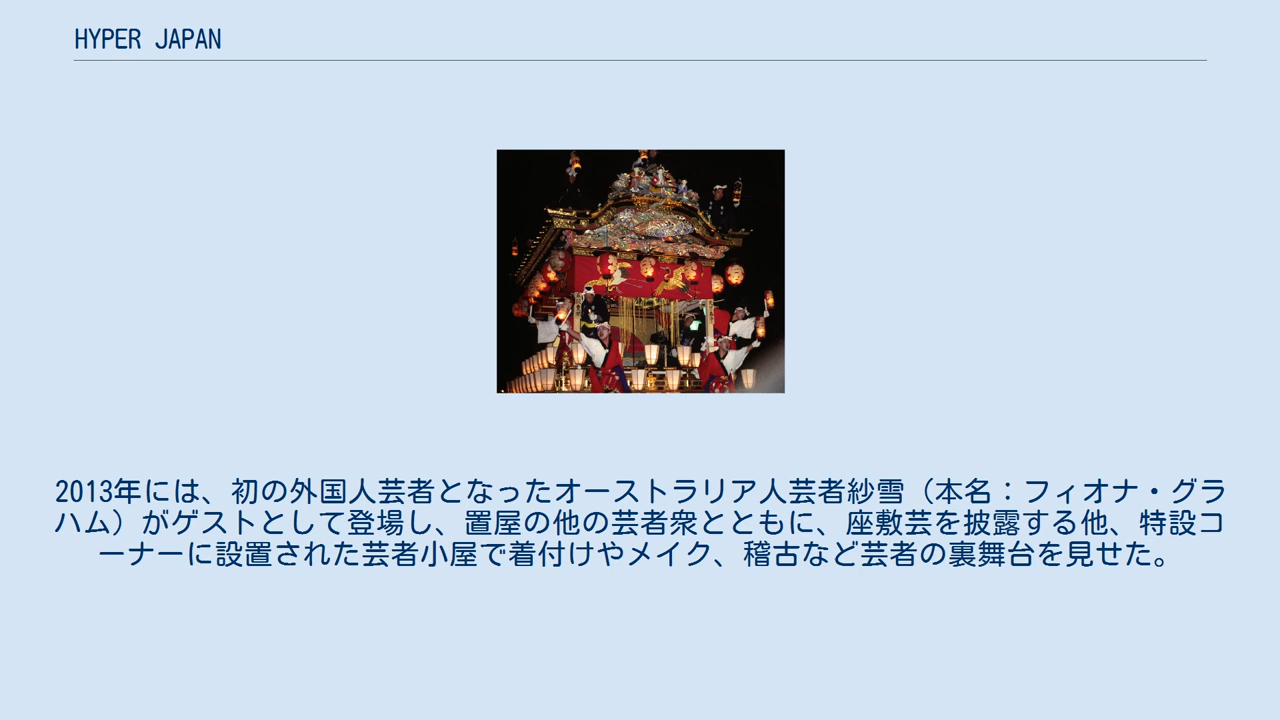 HYPER JAPAN
2013年には、初の外国人芸者となったオーストラリア人芸者紗雪（本名：フィオナ・グラ
ハム）がゲストとして登場し、置屋の他の芸者衆とともに、座敷芸を披露する他、特設コ
ーナーに設置された芸者小屋で着付けやメイク、稽古など芸者の裏舞台を見せた。